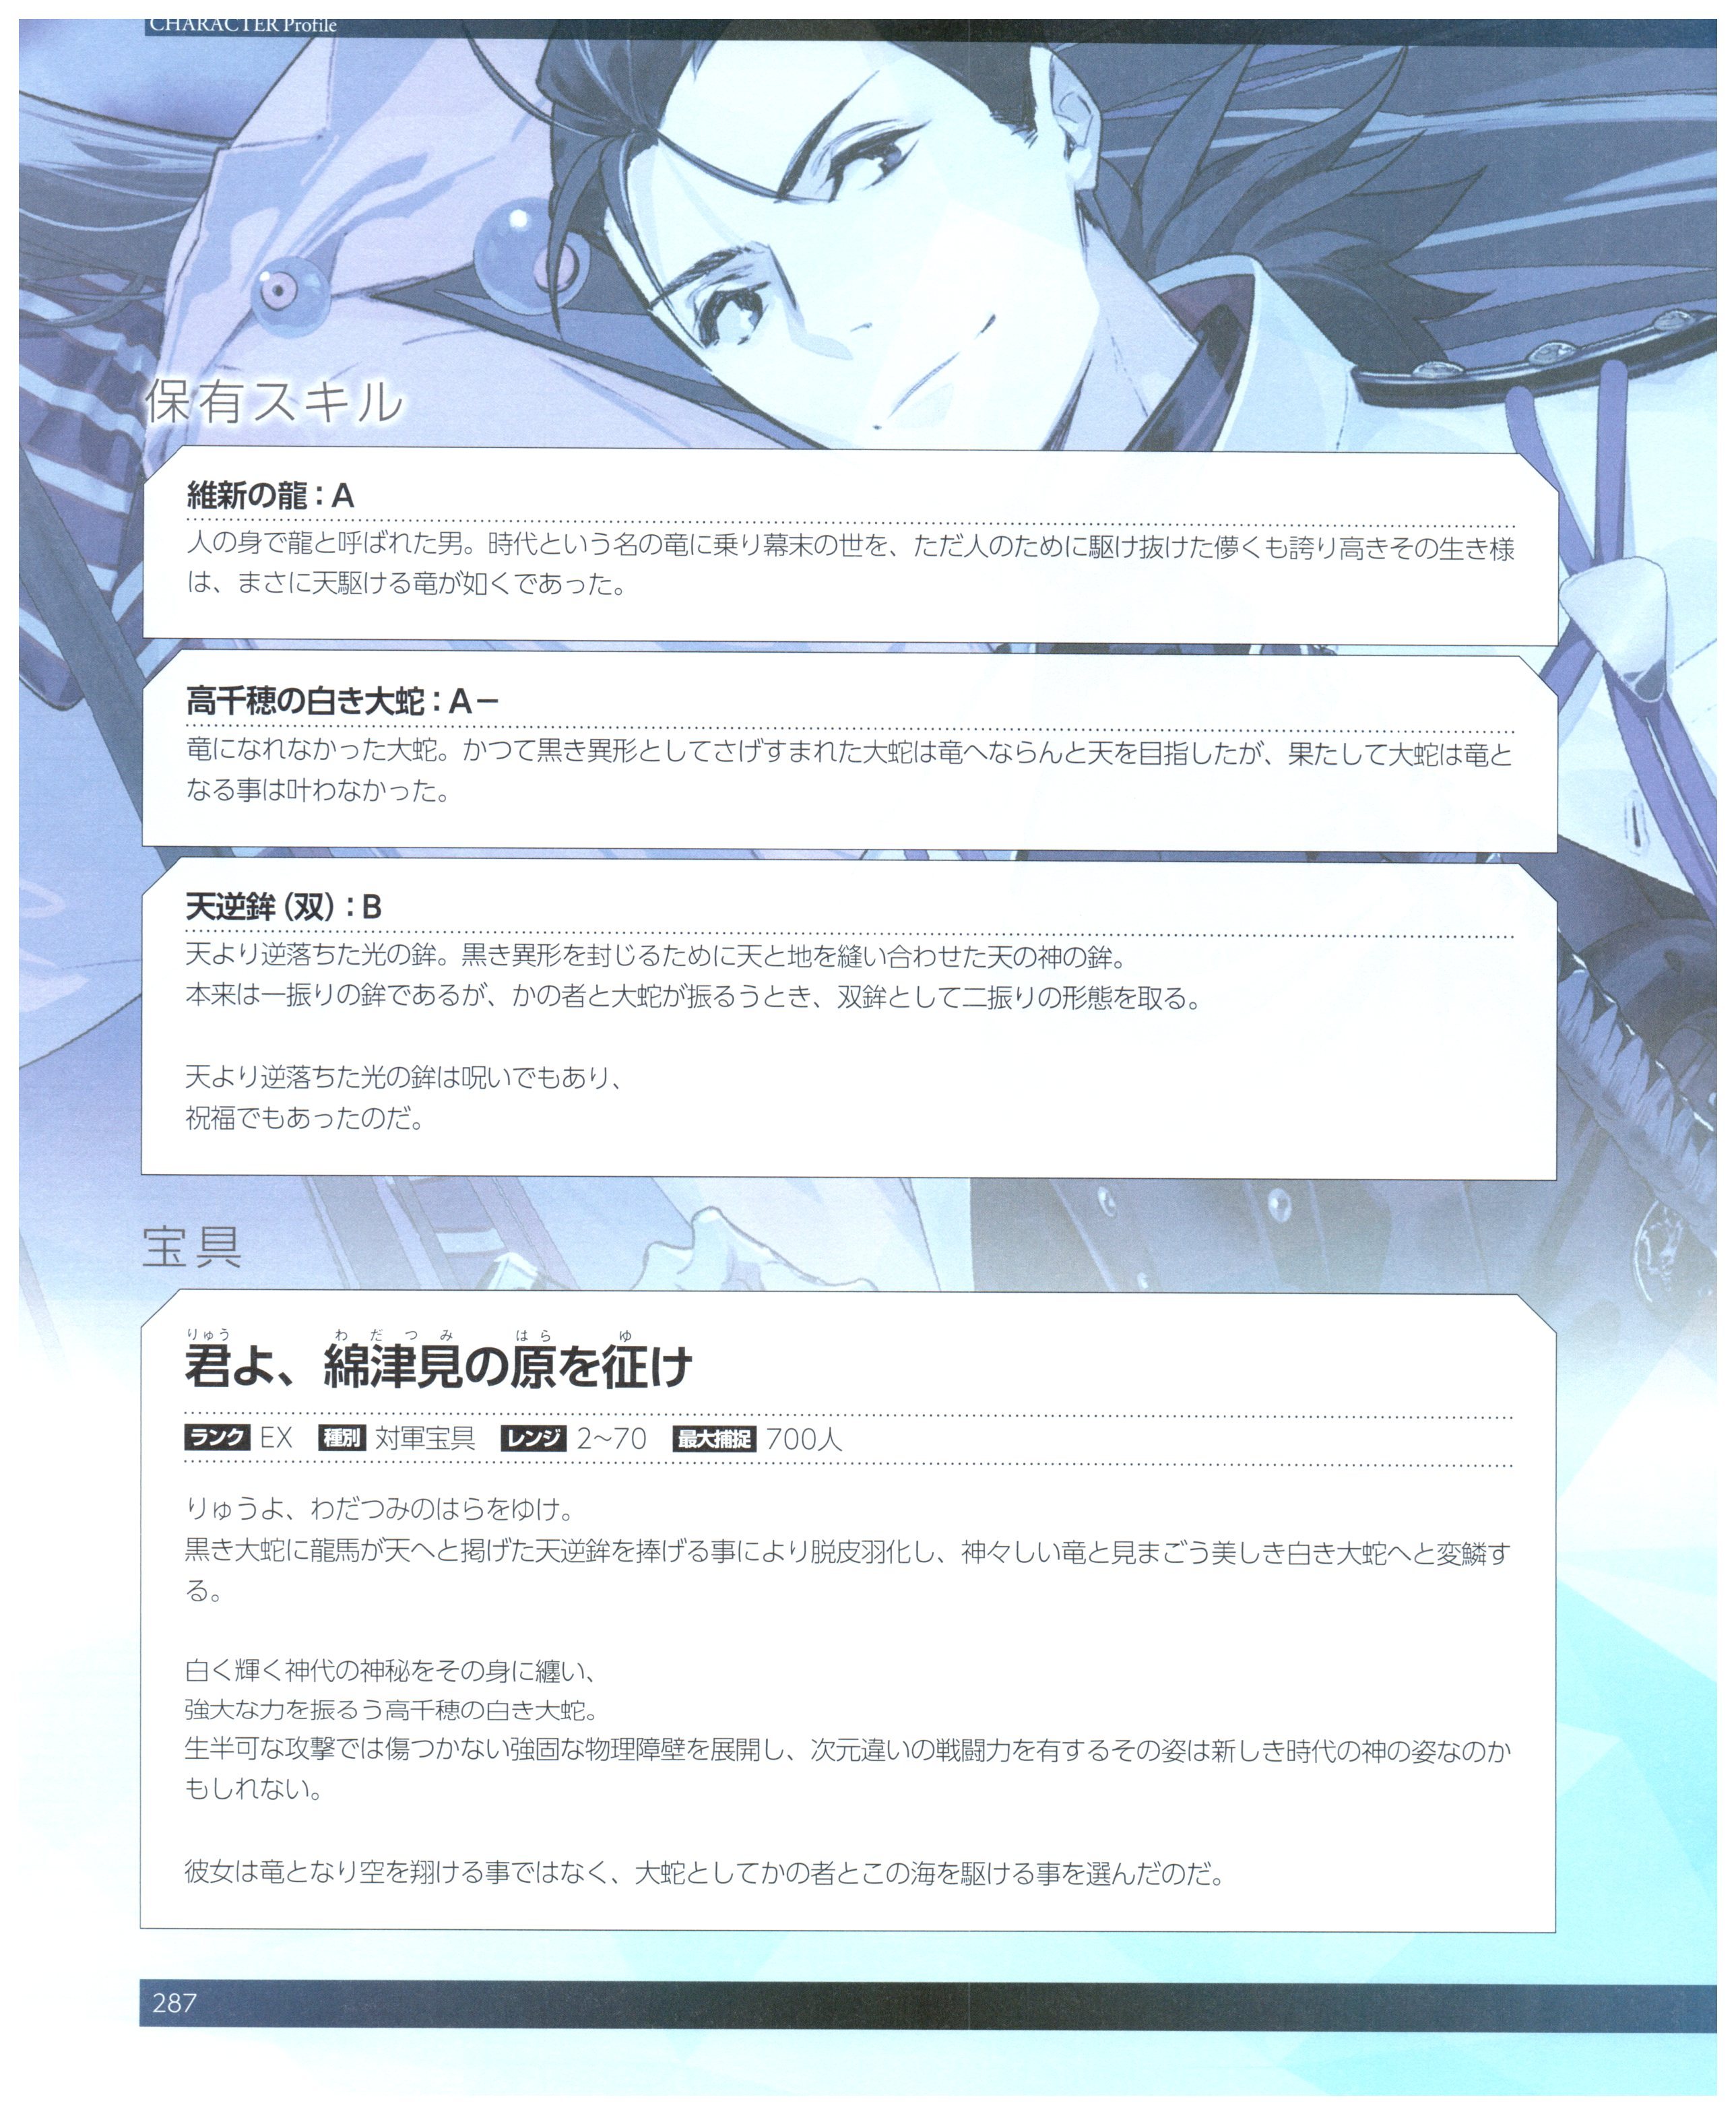 CHARACTER Profile
保有スキル
維新の龍：A
人の身で龍と呼ばれた男。時代という名の竜に乗り幕末の世を、ただ人のために駆け抜けた儚くも誇り高きその生き様
は、まさに天駆ける竜が如くであった。
高千穂の白き大蛇：A－
竜になれなかった大蛇。かつて黒き異形としてさげすまれた大蛇は竜へならんと天を目指したが、果たして大蛇は竜と
なる事は叶わなかった。
天逆鉾（双）：B
天より逆落ちた光の鉾。黒き異形を封じるために天と地を縫い合わせた天の神の鉾。
本来は一振りの鉾であるが、かの者と大蛇が振るうとき、双鉾として二振りの形態を取る。
天より逆落ちた光の鉾は呪いでもあり、
祝福でもあったのだ。
宝具
りゅう わだつみ はら ゆ
君よ、綿津見の原を征け
ランク EX 種別 対軍宝具 レンジ 2～70 最大捕捉 700人
りゅうよ、わだつみのはらをゆけ。
黒き大蛇に龍馬が天へと掲げた天逆鉾を捧げる事により脱皮羽化し、神々しい竜と見まごう美しき白き大蛇へと変鱗す
る。
白く輝く神代の神秘をその身に纏い、
強大な力を振るう高千穂の白き大蛇。
生半可な攻撃では傷つかない強固な物理障壁を展開し、次元違いの戦闘力を有するその姿は新しき時代の神の姿なのか
もしれない。
彼女は竜となり空を翔ける事ではなく、大蛇としてかの者とこの海を駆ける事を選んだのだ。
287